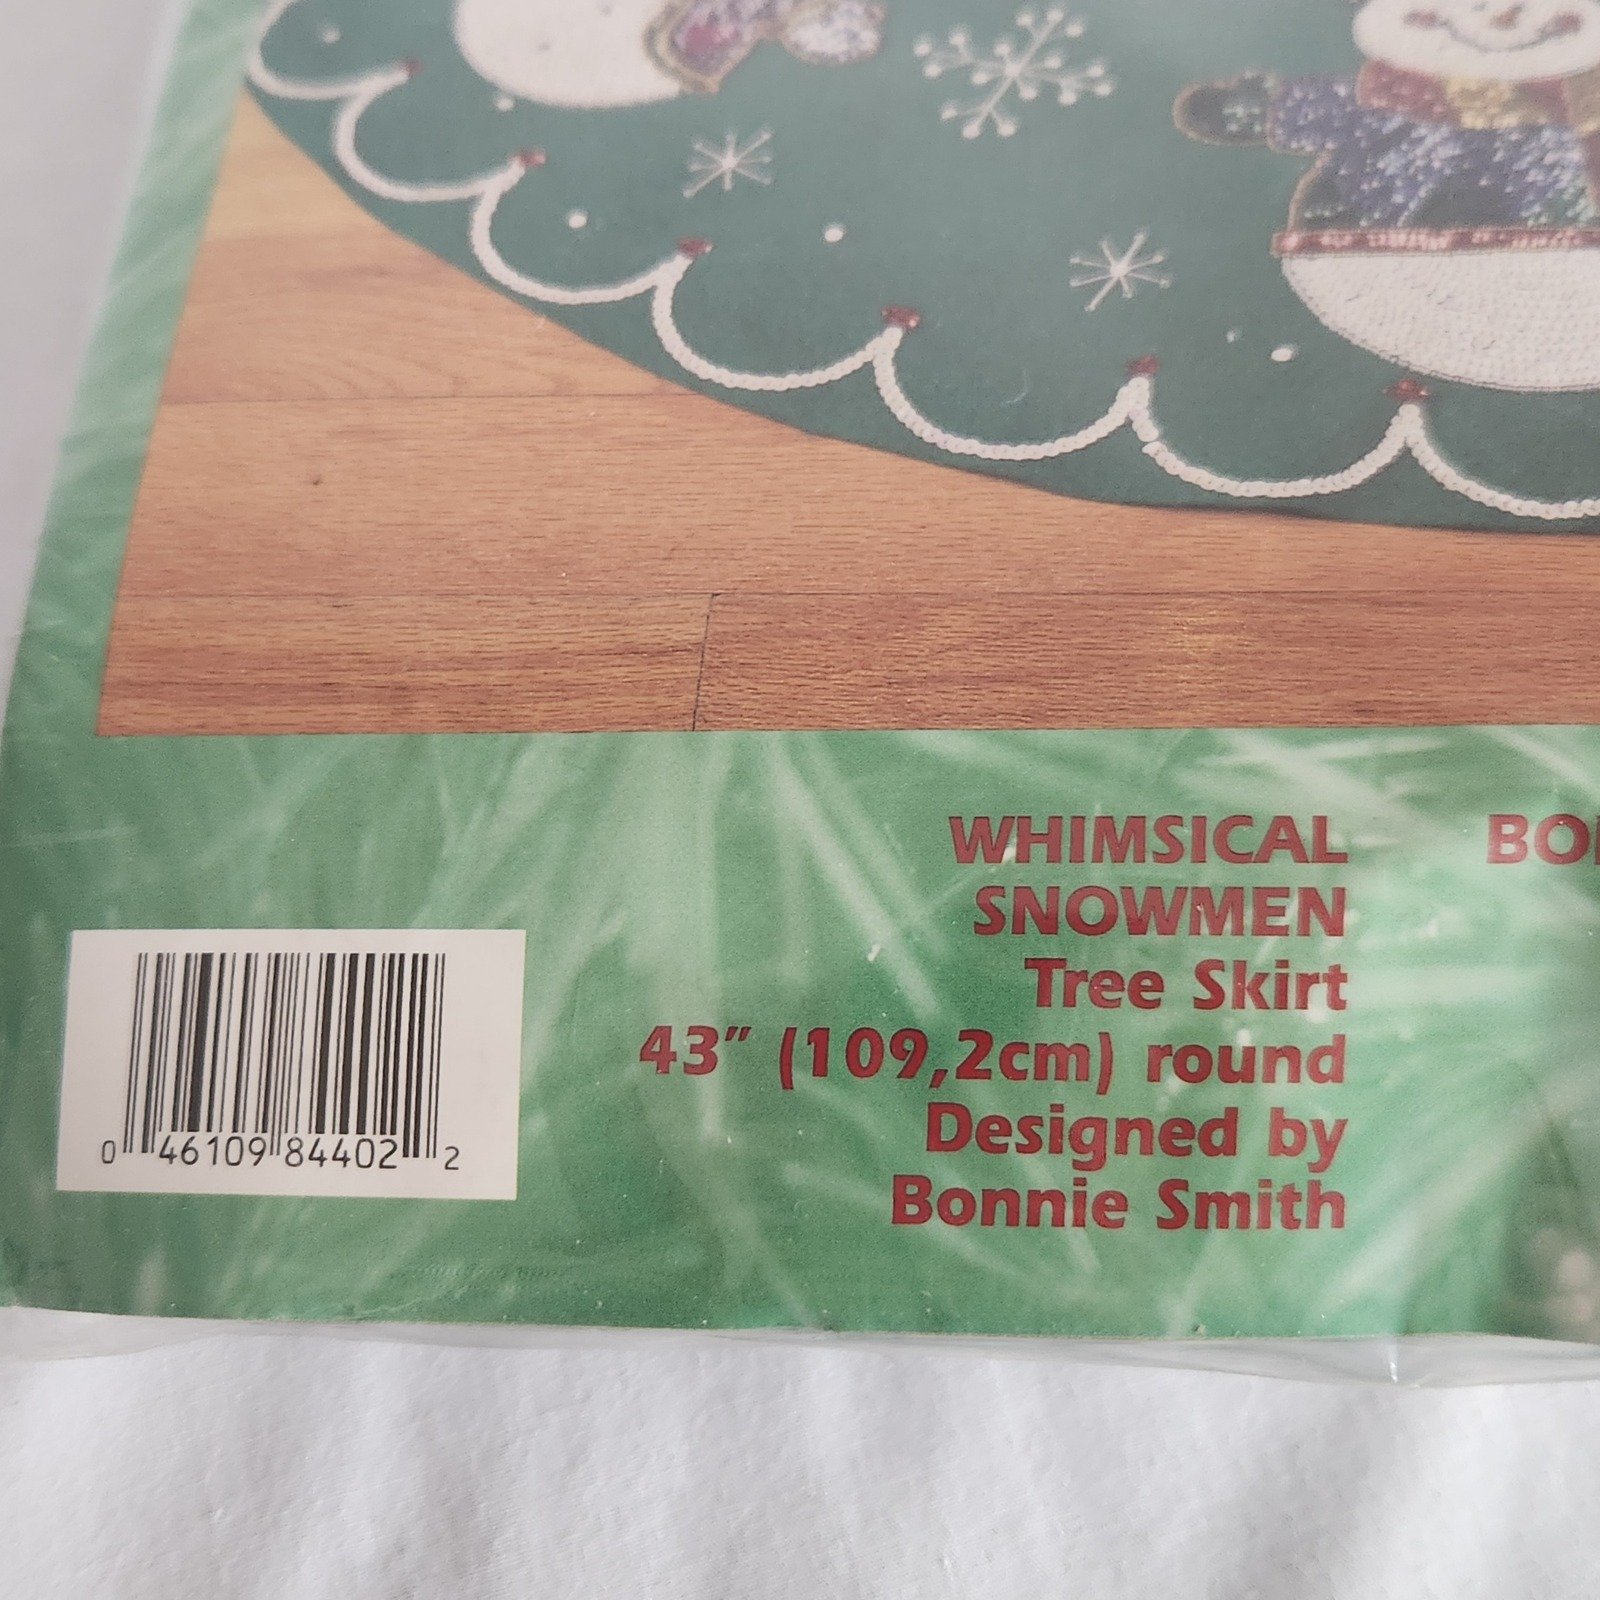 WHIMSICAL
SNOWMEN
Tree Skirt
43" (109,2cm) round
Designed by
Bonnie Smith
0 46109 84402 2